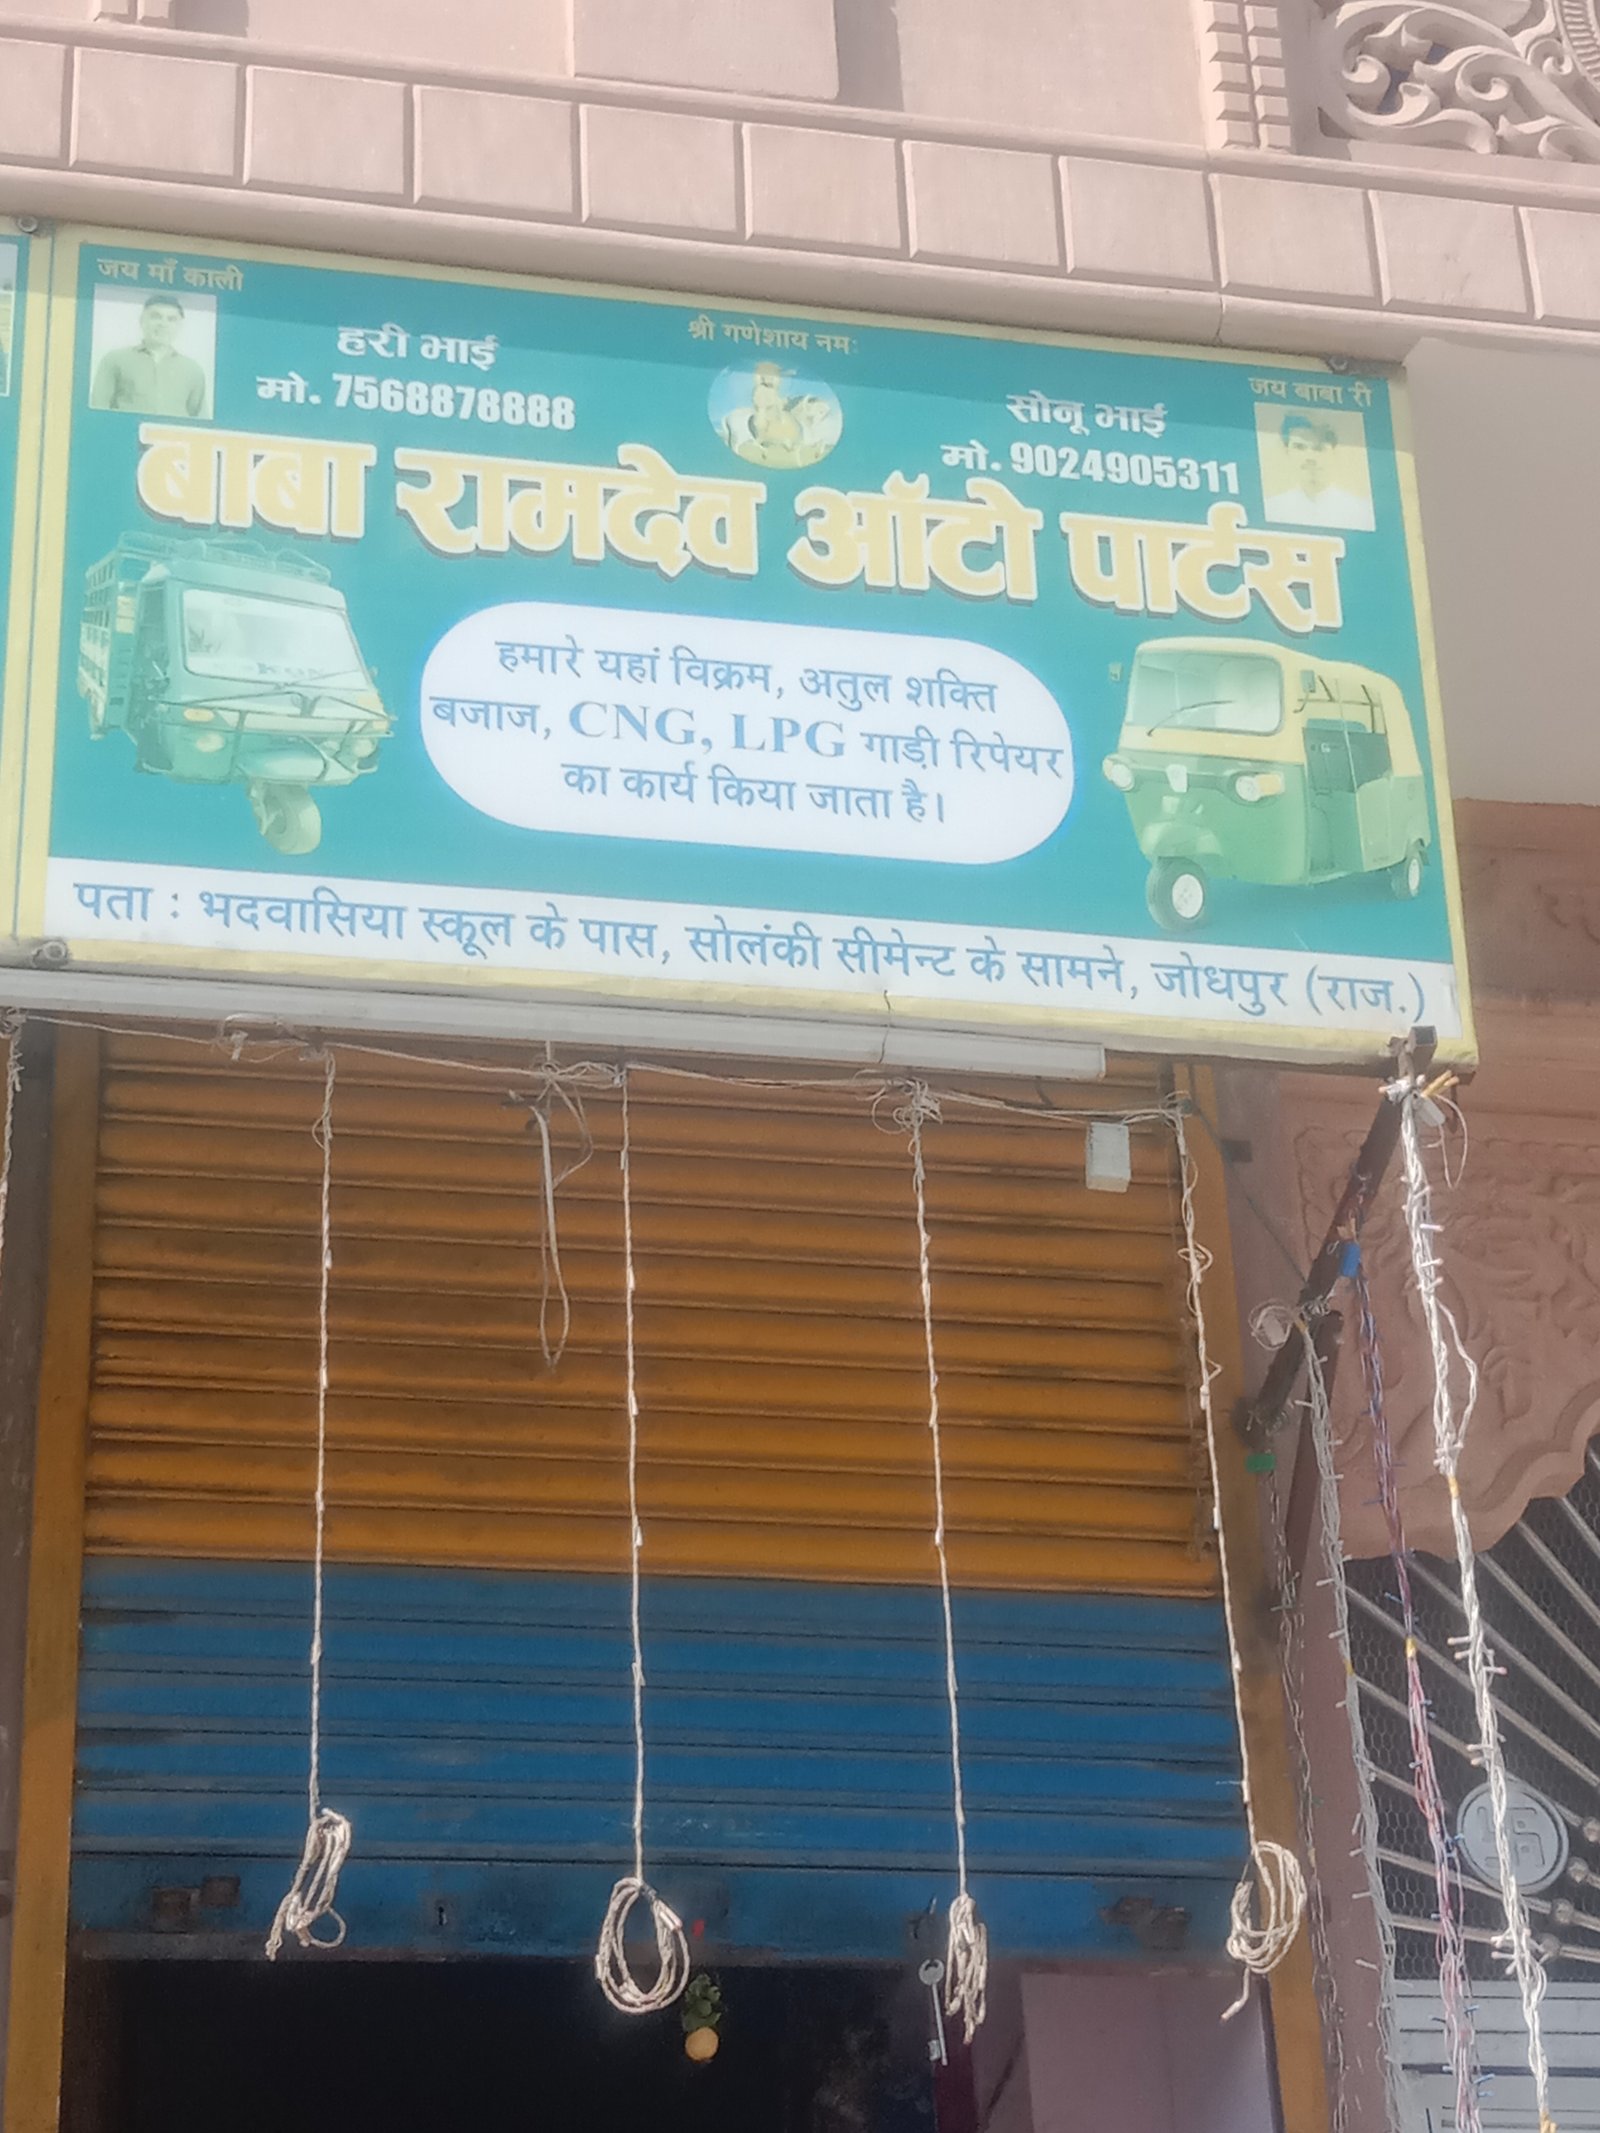 जय माँ काली
श्री गणेशाय नमः
जय बाबा री
हरी भाई
मो. 7568878888
सोनू भाई
मो. 9024905311
बाबा रामदेव ऑटो पार्टस
हमारे यहां विक्रम, अतुल शक्ति
बजाज, CNG, LPG गाड़ी रिपेयर
का कार्य किया जाता है।
पता : भदवासिया स्कूल के पास, सोलंकी सीमेन्ट के सामने, जोधपुर (राज.)